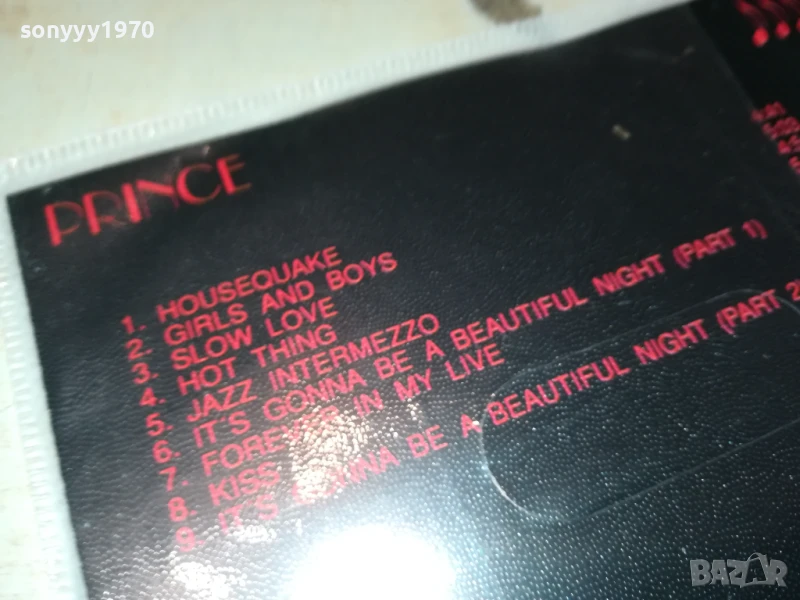 sonyyy1970
PRINCE
1. HOUSEQUAKE
2. GIRLS AND BOYS
3. SLOW LOVE
4. HOT THING
5. JAZZ INTERMEZZO
6. IT'S GONNA BE A BEAUTIFUL NIGHT (PART 1)
7. FOREVER IN MY LIVE
8. KISS
9. IT'S GONNA BE A BEAUTIFUL NIGHT (PART 2)
BAZAR